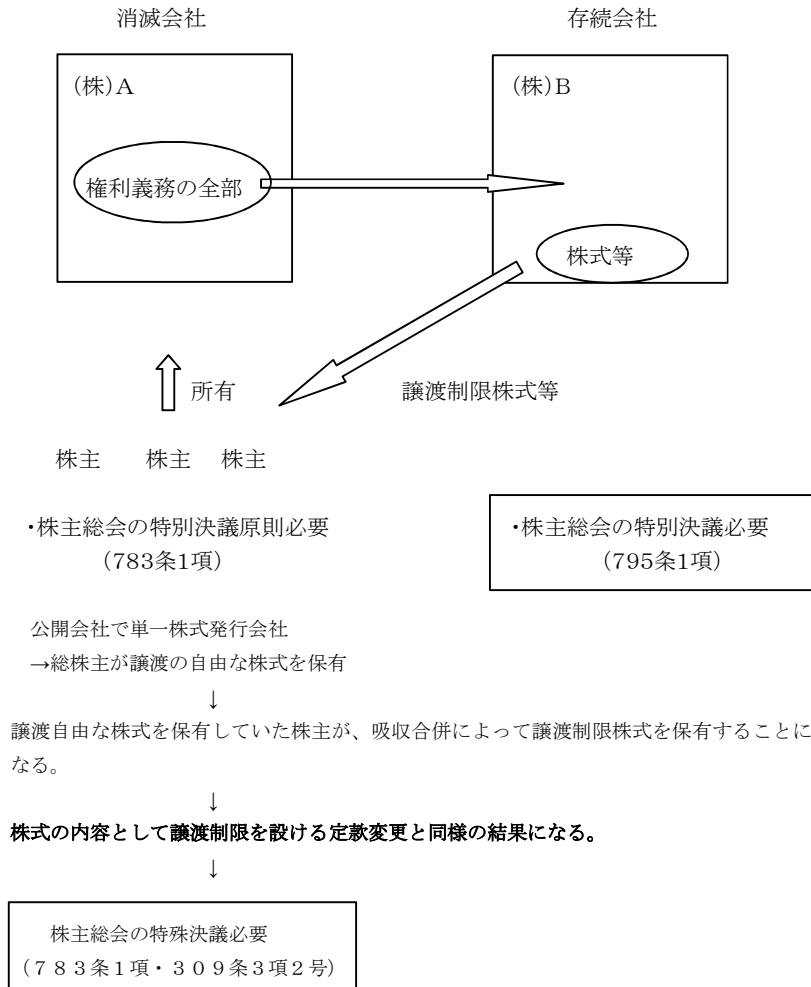 消滅会社
存続会社
(株)A
(株)B
権利義務の全部
株式等
所有
譲渡制限株式等
株主 株主 株主
・株主総会の特別決議原則必要
(783条1項)
・株主総会の特別決議必要
(795条1項)
公開会社で単一株式発行会社
→総株主が譲渡の自由な株式を保有
↓
譲渡自由な株式を保有していた株主が、吸収合併によって譲渡制限株式を保有することに
なる。
↓
株式の内容として譲渡制限を設ける定款変更と同様の結果になる。
↓
株主総会の特殊決議必要
(783条1項・309条3項2号)